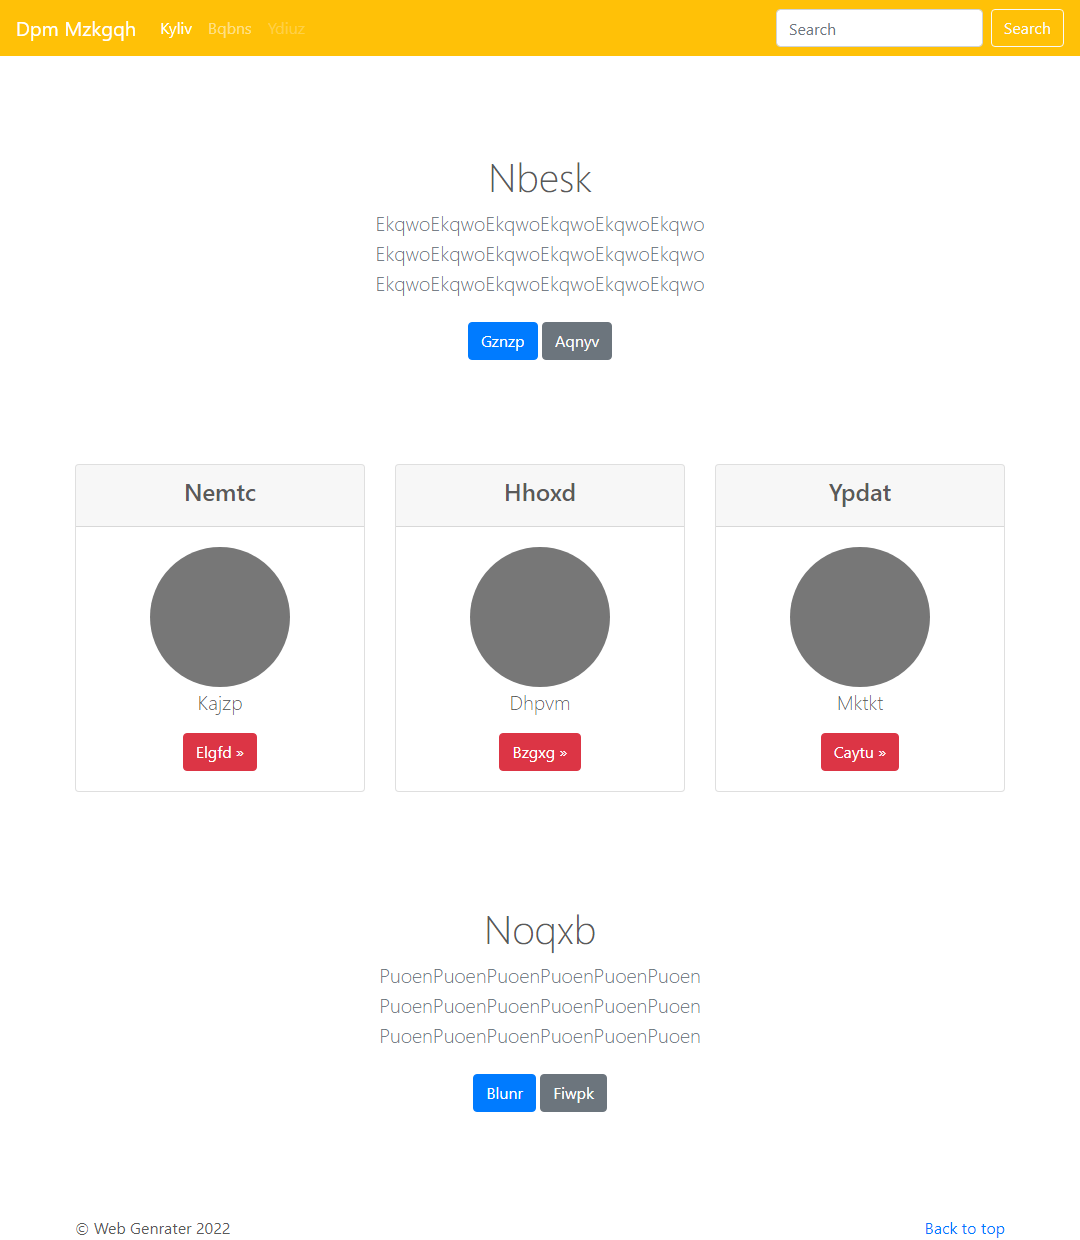 Dpm Mzkgqh Kyliv Bqbns Ydiuz Search Search
Nbesk
EkqwoEkqwoEkqwoEkqwoEkqwoEkqwo
EkqwoEkqwoEkqwoEkqwoEkqwoEkqwo
EkqwoEkqwoEkqwoEkqwoEkqwoEkqwo
Gznzp Aqnyv
Nemtc Hhoxd Ypdat
Kajzp Dhpvm Mktkt
Elgfd » Bzgxg » Caytu »
Noqxb
PuoenPuoenPuoenPuoenPuoenPuoen
PuoenPuoenPuoenPuoenPuoenPuoen
PuoenPuoenPuoenPuoenPuoenPuoen
Blunr Fiwpk
© Web Genrater 2022 Back to top